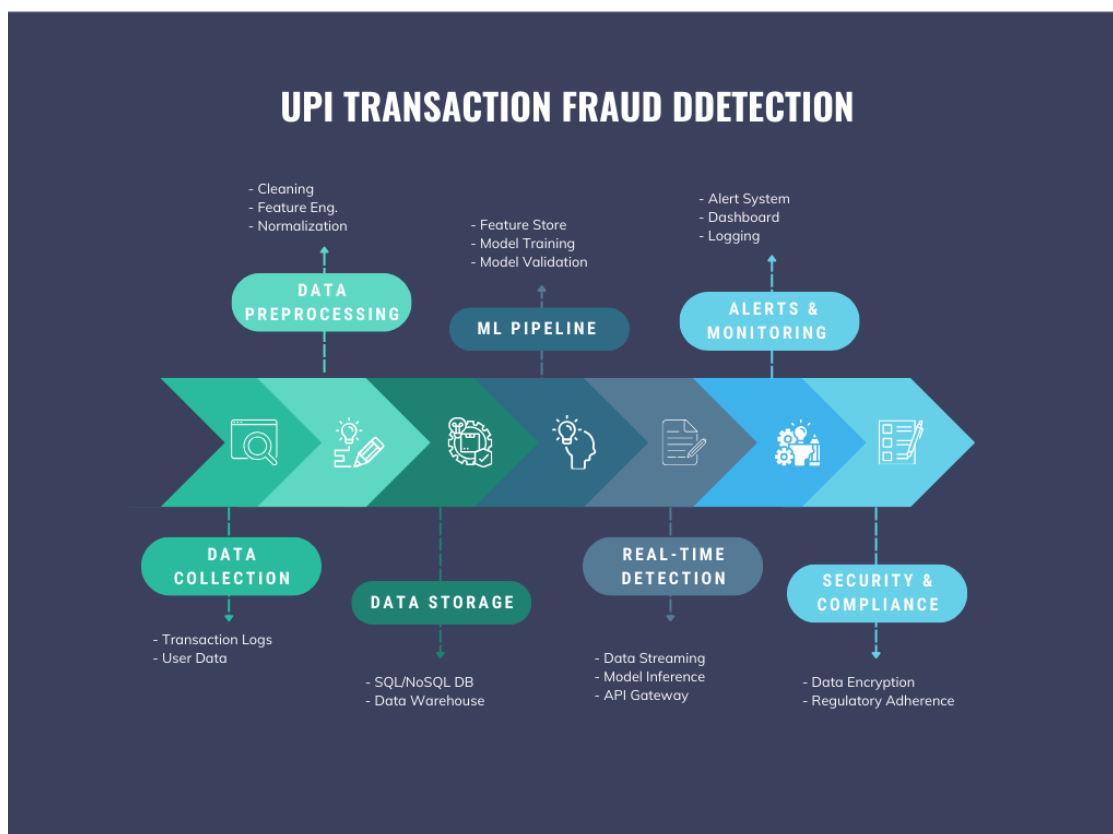 UPI TRANSACTION FRAUD DDETECTION
- Cleaning
- Feature Eng.
- Normalization
DATA
PREPROCESSING
- Feature Store
- Model Training
- Model Validation
ML PIPELINE
- Alert System
- Dashboard
- Logging
ALERTS &
MONITORING
DATA
COLLECTION
- Transaction Logs
- User Data
DATA STORAGE
- SQL/NoSQL DB
- Data Warehouse
REAL-TIME
DETECTION
- Data Streaming
- Model Inference
- API Gateway
SECURITY &
COMPLIANCE
- Data Encryption
- Regulatory Adherence